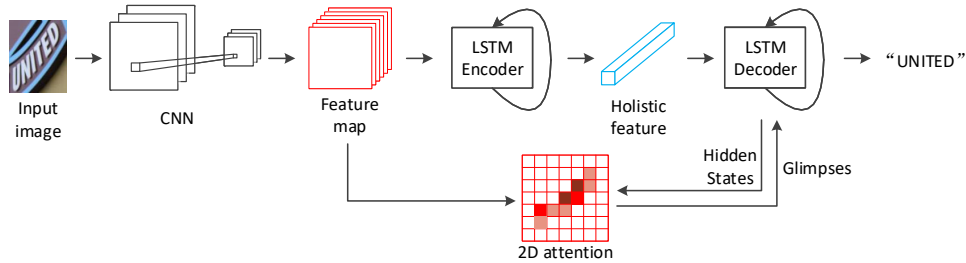 UNITED
Input
image
CNN
Feature
map
LSTM
Encoder
Holistic
feature
LSTM
Decoder
“UNITED”
Hidden
States
Glimpses
2D attention